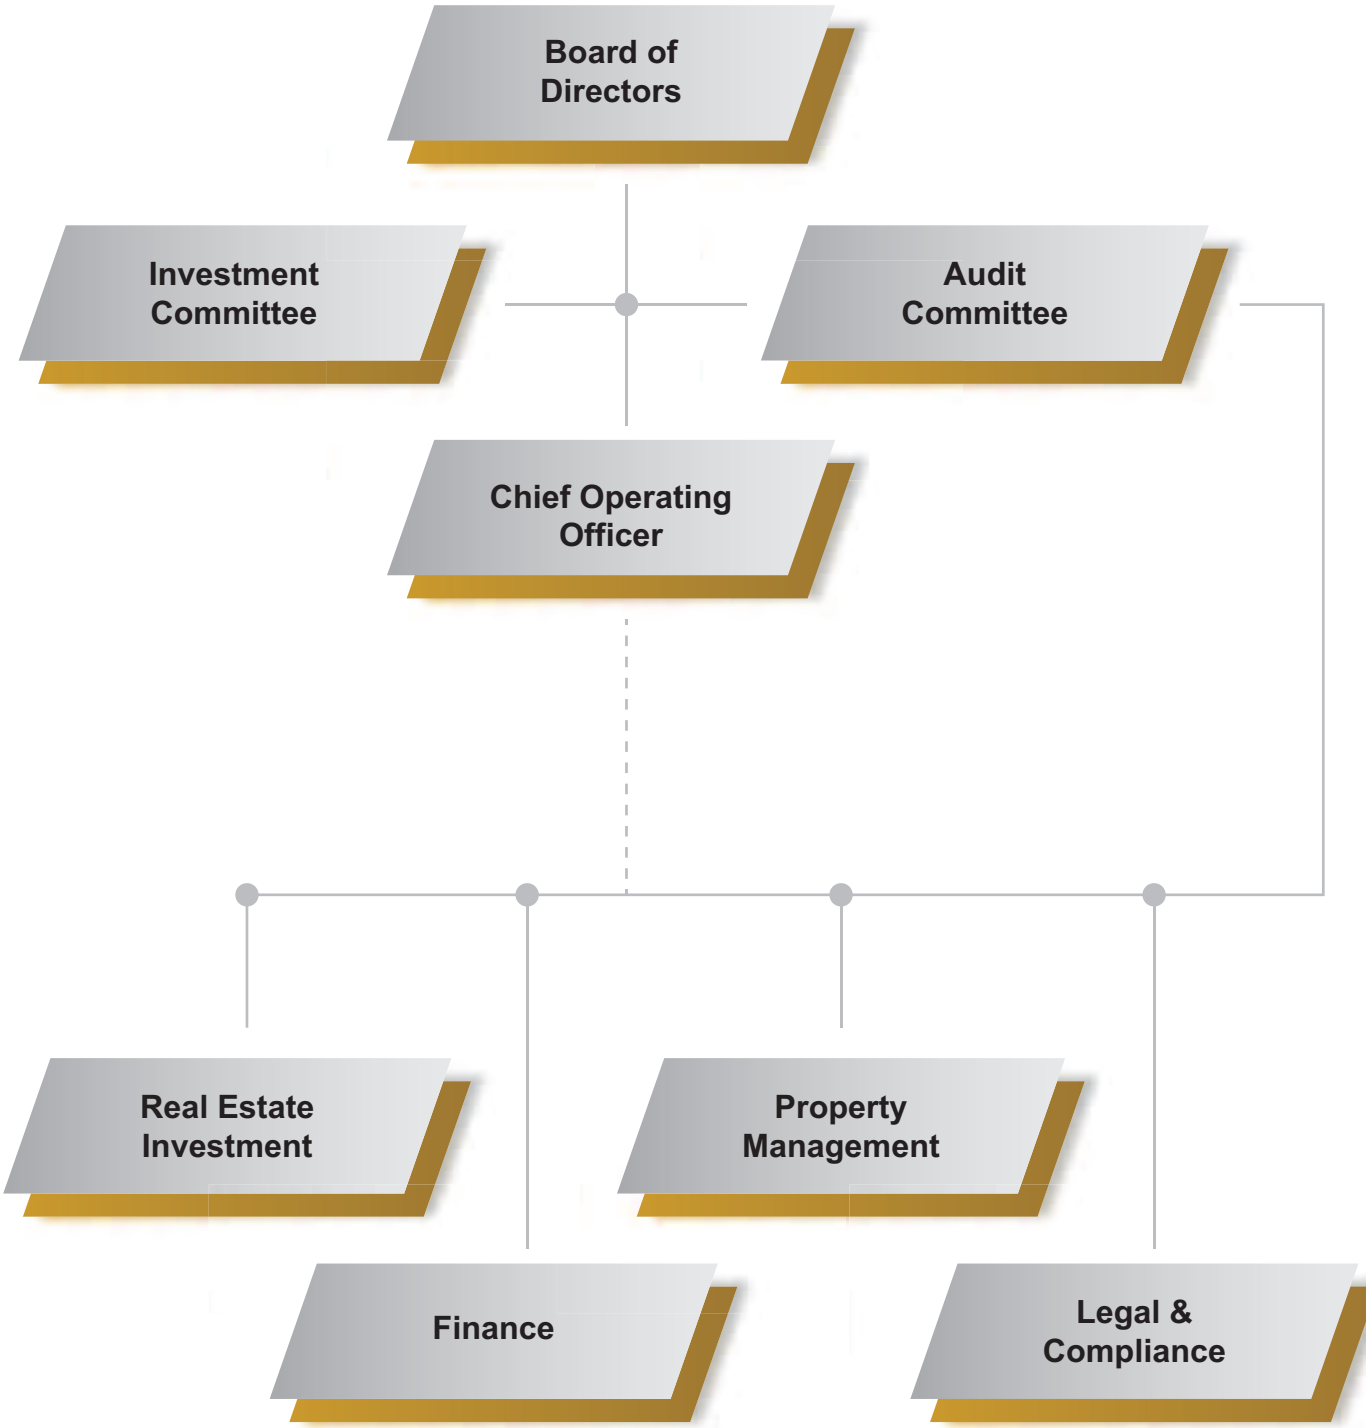 Board of
Directors
Investment
Committee
Audit
Committee
Chief Operating
Officer
Real Estate
Investment
Property
Management
Finance
Legal &
Compliance